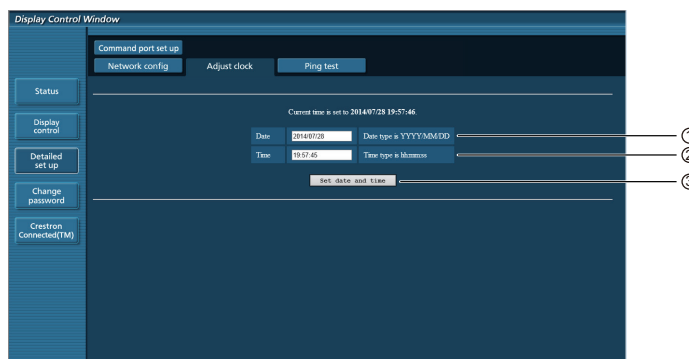 Display Control Window
Command port set up
Network config Adjust clock Ping test
Status
Current time is set to 2014/07/28 19:57:46.
Display
control
Date 2014/07/28 Date type is YYYY/MM/DD ①
Time 19:57:45 Time type is hh:mm:ss ②
Detailed
set up
Set date and time ③
Change
password
Crestron
Connected(TM)